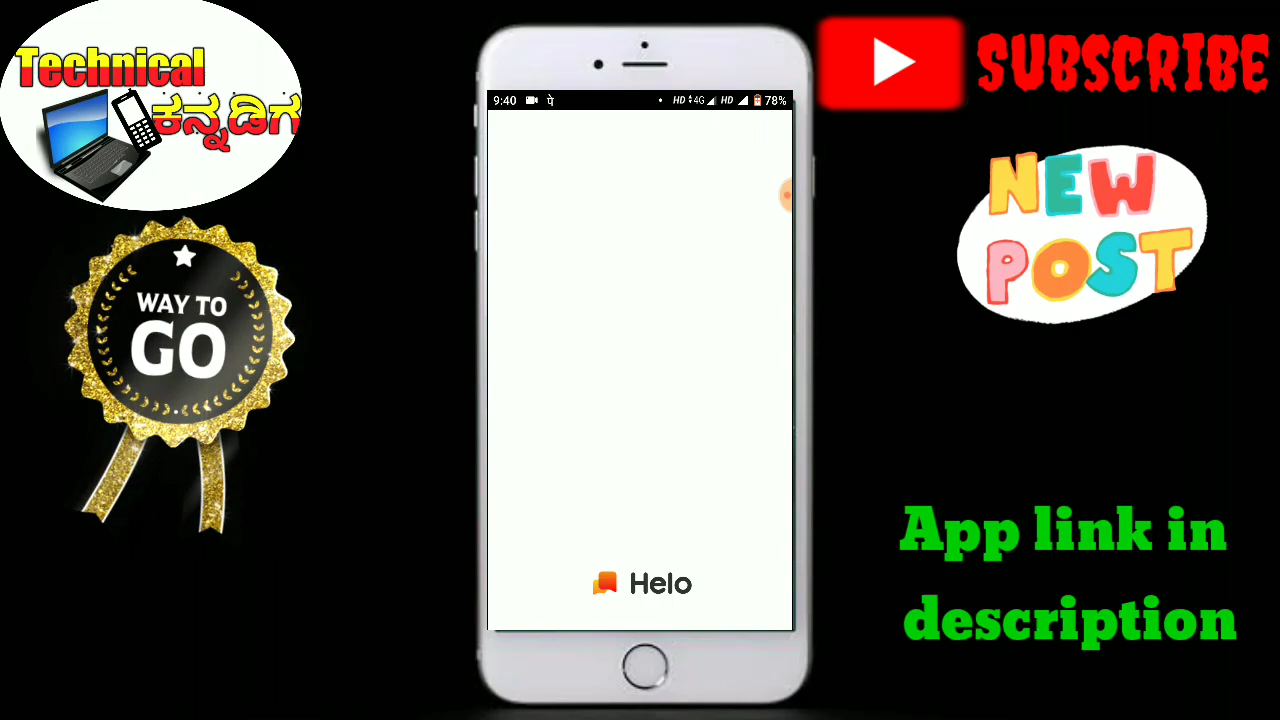 Technical
ಕನ್ನಡಿಗ
SUBSCRIBE
9:40 पे HD 4G HD 78%
NEW
POST
WAY TO
GO
App link in
description
Helo